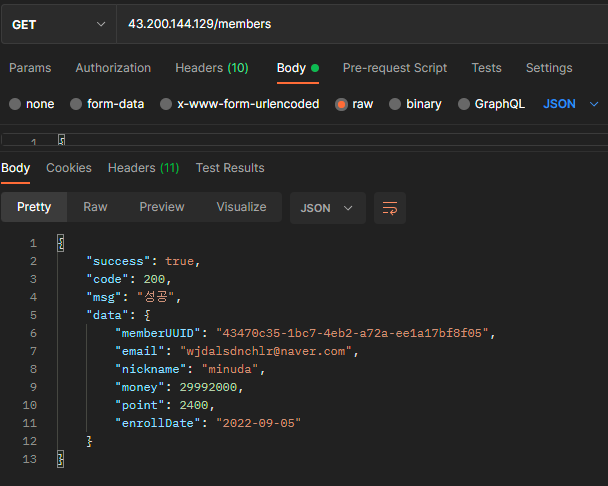 GET 43.200.144.129/members
Params Authorization Headers (10) Body Pre-request Script Tests Settings
none form-data x-www-form-urlencoded raw binary GraphQL JSON
1 {
Body Cookies Headers (11) Test Results
Pretty Raw Preview Visualize JSON
1 {
2 "success": true,
3 "code": 200,
4 "msg": "성공",
5 "data": {
6 "memberUUID": "43470c35-1bc7-4eb2-a72a-ee1a17bf8f05",
7 "email": "wjdalsdnchlr@naver.com",
8 "nickname": "minuda",
9 "money": 29992000,
10 "point": 2400,
11 "enrollDate": "2022-09-05"
12 }
13 }